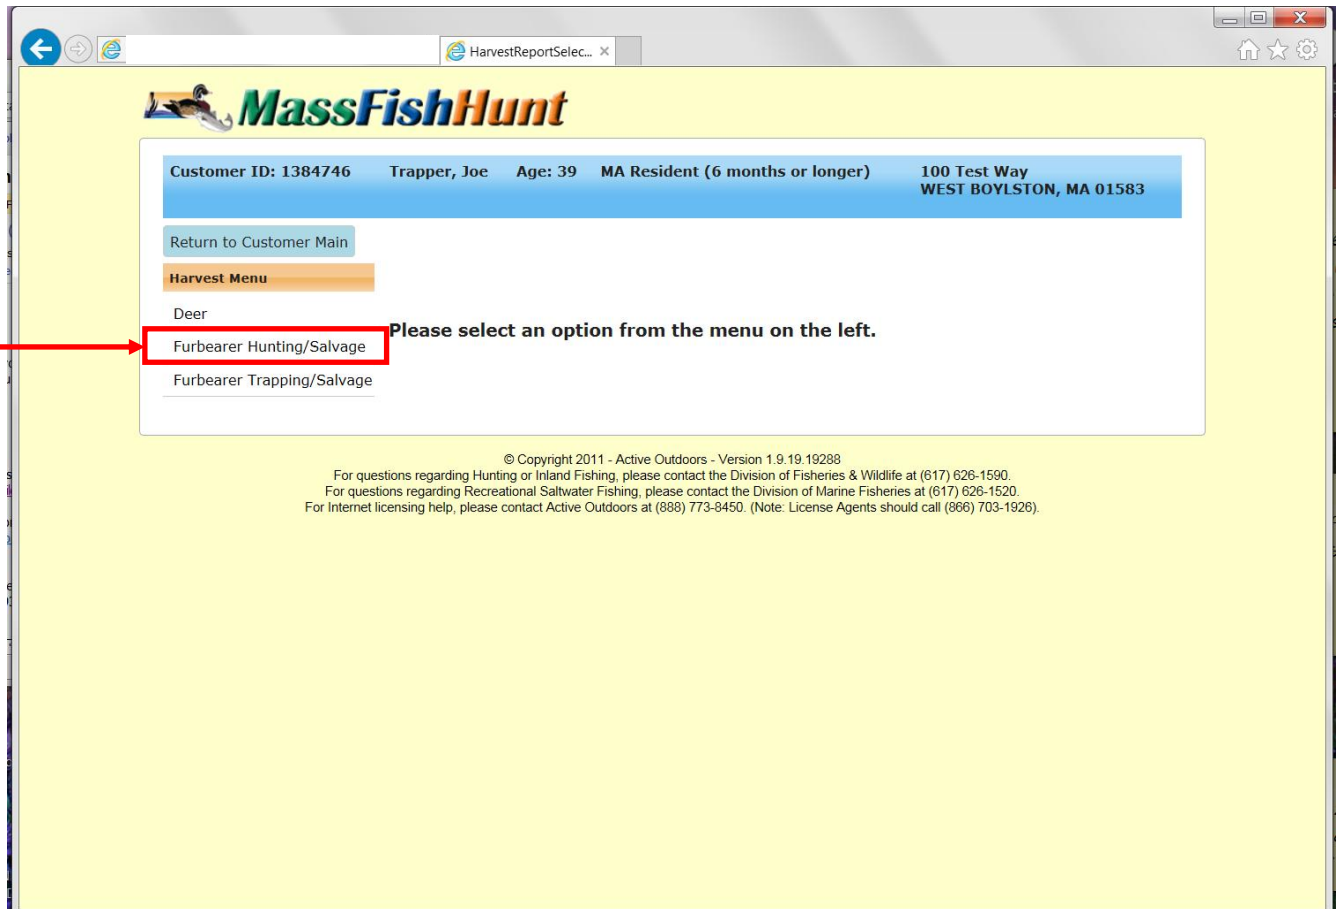 HarvestReportSelec...
MassFishHunt
Customer ID: 1384746 Trapper, Joe Age: 39 MA Resident (6 months or longer) 100 Test Way
WEST BOYLSTON, MA 01583
Return to Customer Main
Harvest Menu
Deer
Furbearer Hunting/Salvage
Furbearer Trapping/Salvage
Please select an option from the menu on the left.
© Copyright 2011 - Active Outdoors - Version 1.9.19.19288
For questions regarding Hunting or Inland Fishing, please contact the Division of Fisheries & Wildlife at (617) 626-1590.
For questions regarding Recreational Saltwater Fishing, please contact the Division of Marine Fisheries at (617) 626-1520.
For Internet licensing help, please contact Active Outdoors at (888) 773-8450. (Note: License Agents should call (866) 703-1926).